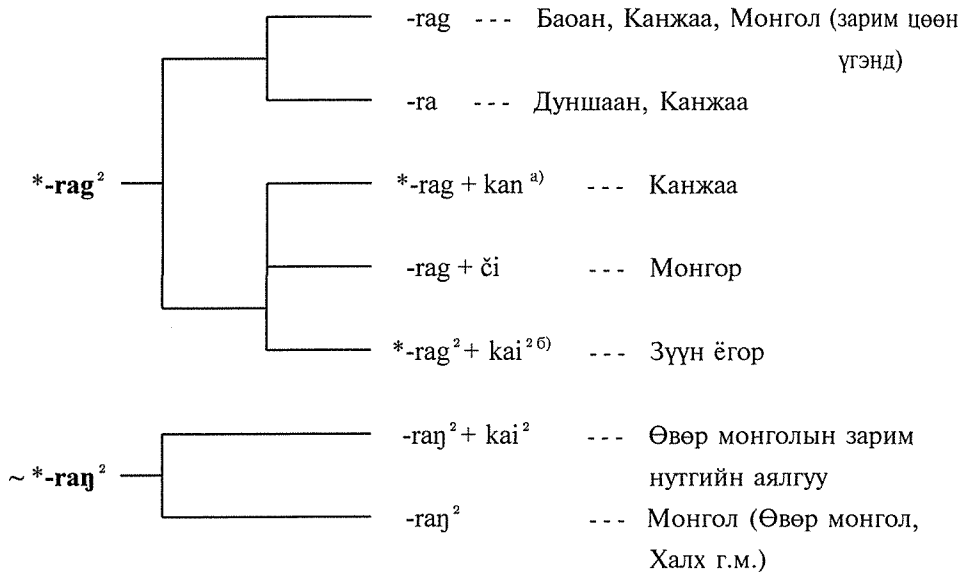 -rag --- Баоан, Канжаа, Монгол (зарим цөөн
үгэнд)
-ra --- Дуншаан, Канжаа
*-rag²
*-rag + kan ᵃ⁾ --- Канжаа
-rag + či --- Монгор
*-rag² + kai² ᵇ⁾ --- Зүүн ёгор
-raŋ² + kai² --- Өвөр монголын зарим
нутгийн аялгуу
~ *-raŋ²
-raŋ² --- Монгол (Өвөр монгол,
Халх г.м.)